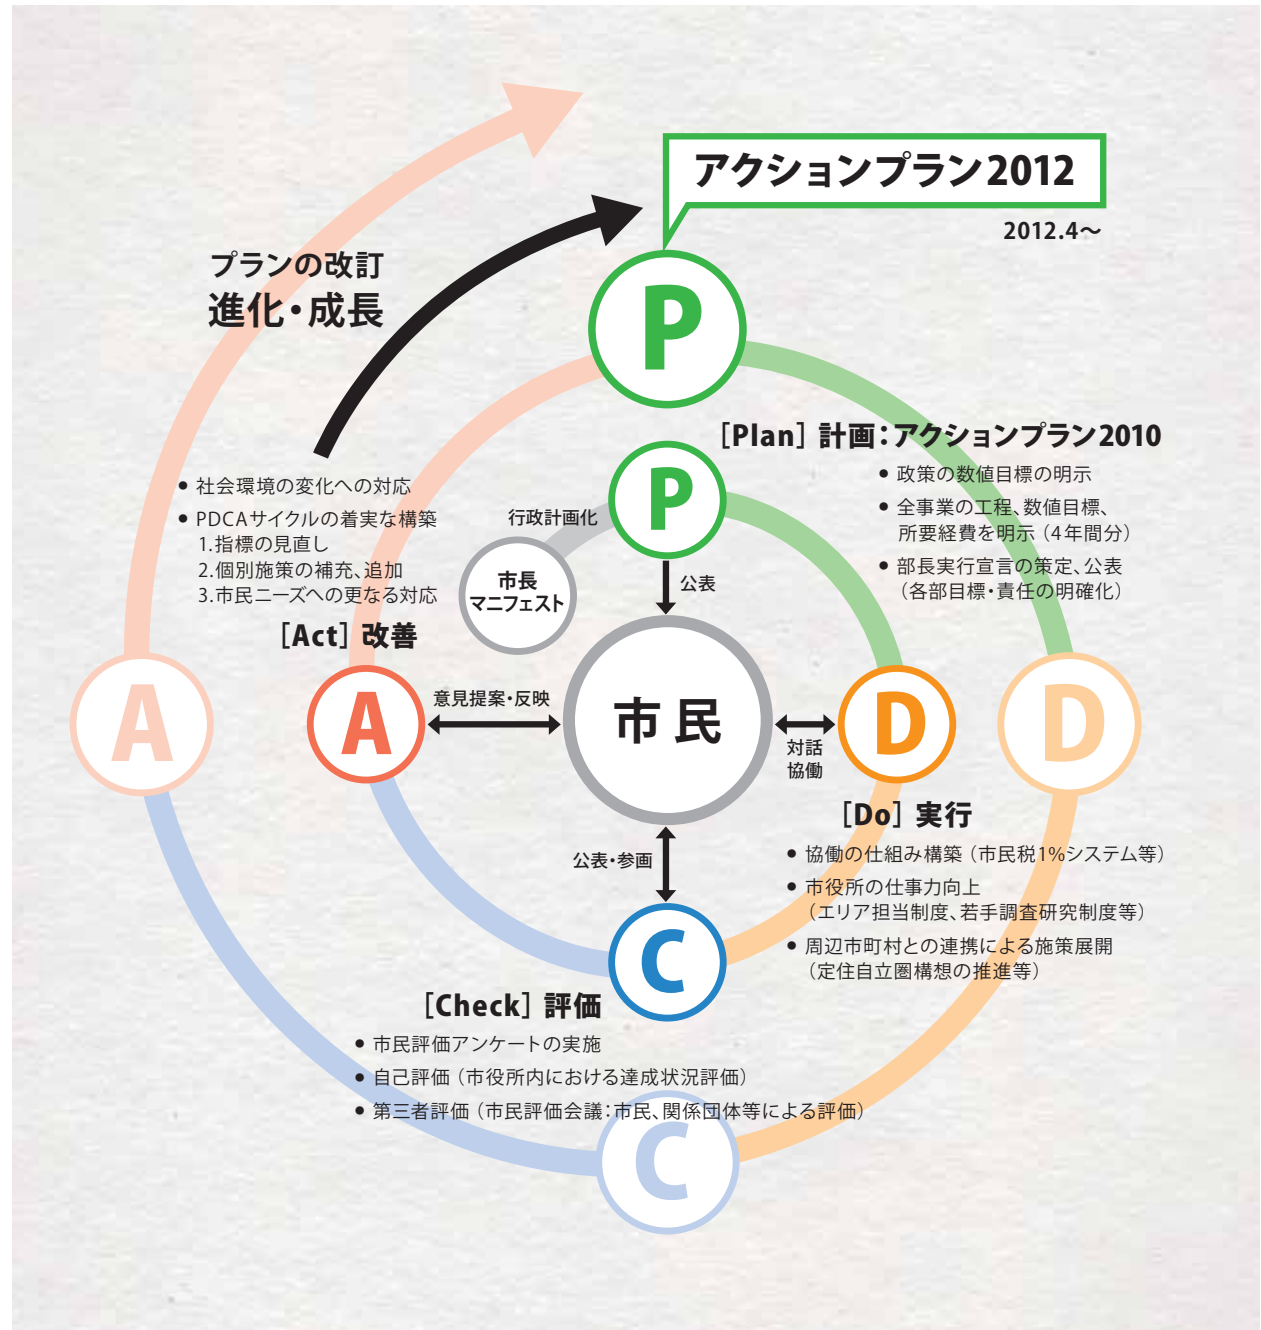 アクションプラン2012
2012.4〜
プランの改訂
進化・成長
P
[Plan] 計画：アクションプラン2010
• 政策の数値目標の明示
• 全事業の工程、数値目標、
所要経費を明示（4年間分）
• 部長実行宣言の策定、公表
（各部目標・責任の明確化）
P
行政計画化
市長
マニフェスト
公表
• 社会環境の変化への対応
• PDCAサイクルの着実な構築
1.指標の見直し
2.個別施策の補充、追加
3.市民ニーズへの更なる対応
[Act] 改善
A
A
意見提案・反映
市民
対話
協働
D
D
[Do] 実行
• 協働の仕組み構築（市民税1%システム等）
• 市役所の仕事力向上
（エリア担当制度、若手調査研究制度等）
• 周辺市町村との連携による施策展開
（定住自立圏構想の推進等）
公表・参画
C
[Check] 評価
• 市民評価アンケートの実施
• 自己評価（市役所内における達成状況評価）
• 第三者評価（市民評価会議：市民、関係団体等による評価）
C